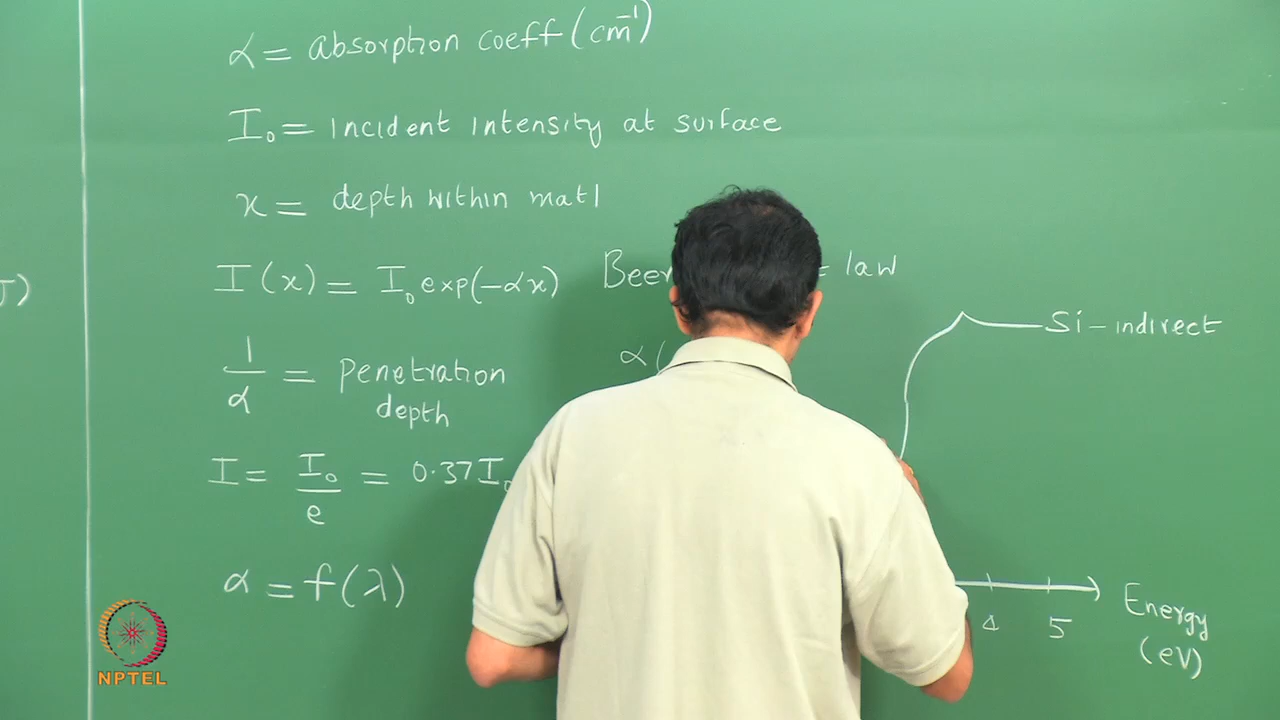 α = absorption coeff (cm⁻¹)
I₀ = incident intensity at surface
x = depth within matl
I(x) = I₀ exp(-αx)
law
1/α = penetration depth
I = I₀/e = 0.37 I₀
α = f(λ)
α(
Si - indirect
4 5
Energy (eV)
NPTEL